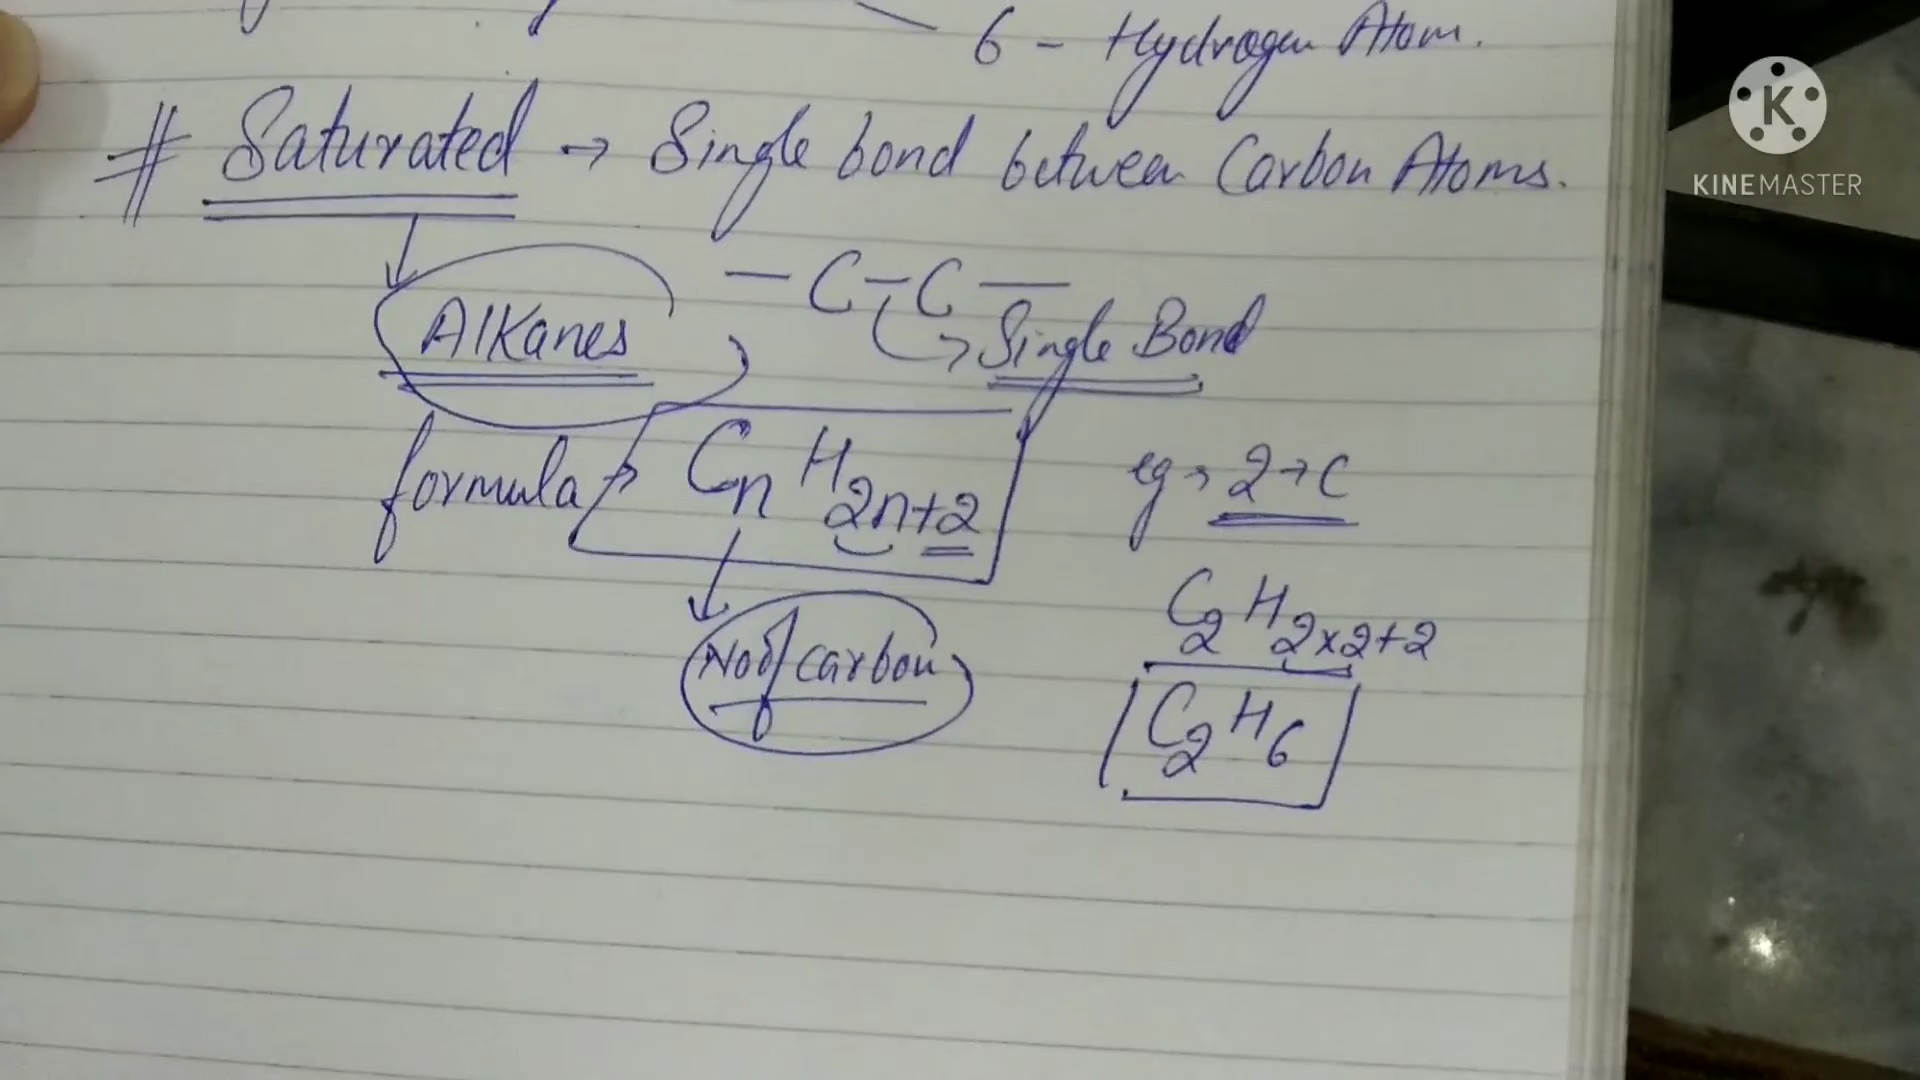 6 - Hydrogen Atom.
# Saturated → Single bond between Carbon Atoms.
— C – C —
Alkanes
Single Bond
formula → CnH2n+2
eg → 2 → C
C2H2x2+2
No of carbon
C2H6
K
KINEMASTER